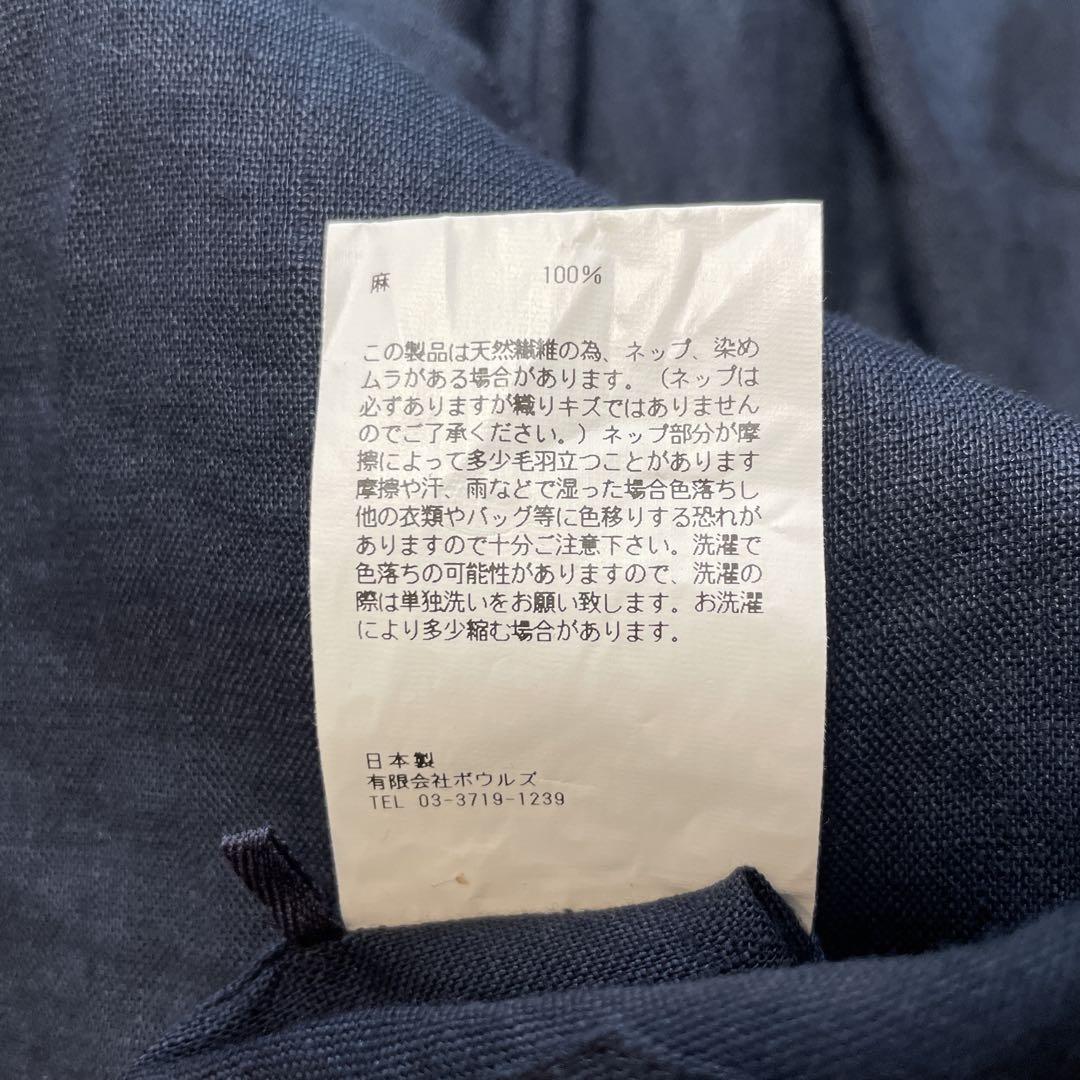 麻 100%
この製品は天然繊維の為、ネップ、染め
ムラがある場合があります。（ネップは
必ずありますが織りキズではありません
のでご了承ください。）ネップ部分が摩
擦によって多少毛羽立つことがあります
摩擦や汗、雨などで湿った場合色落ちし
他の衣類やバッグ等に色移りする恐れが
ありますので十分ご注意下さい。洗濯で
色落ちの可能性がありますので、洗濯の
際は単独洗いをお願い致します。お洗濯
により多少縮む場合があります。
日本製
有限会社ボウルズ
TEL 03-3719-1239